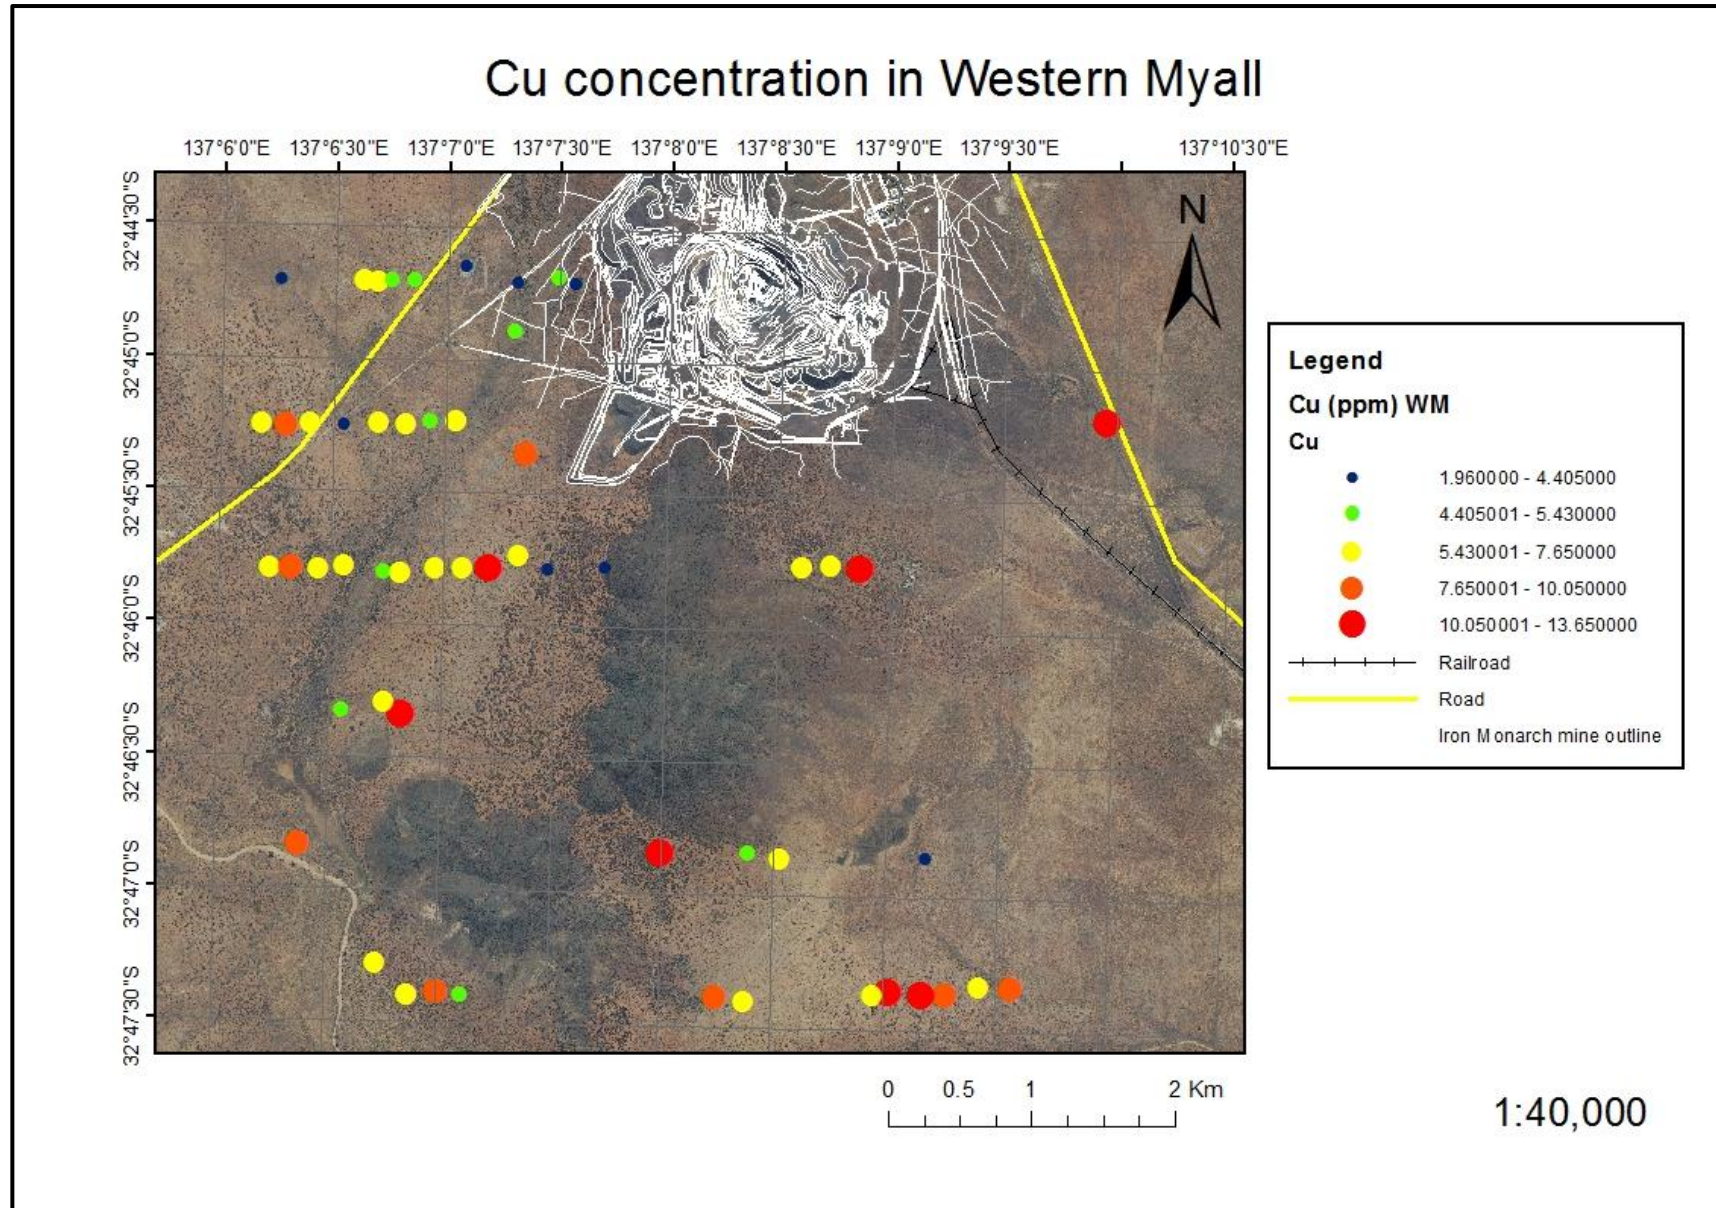 Cu concentration in Western Myall
137°6'0"E 137°6'30"E 137°7'0"E 137°7'30"E 137°8'0"E 137°8'30"E 137°9'0"E 137°9'30"E 137°10'30"E
32°44'30"S
32°45'0"S
32°45'30"S
32°46'0"S
32°46'30"S
32°47'0"S
32°47'30"S
N
Legend
Cu (ppm) WM
Cu
1.960000 - 4.405000
4.405001 - 5.430000
5.430001 - 7.650000
7.650001 - 10.050000
10.050001 - 13.650000
Railroad
Road
Iron Monarch mine outline
0 0.5 1 2 Km
1:40,000